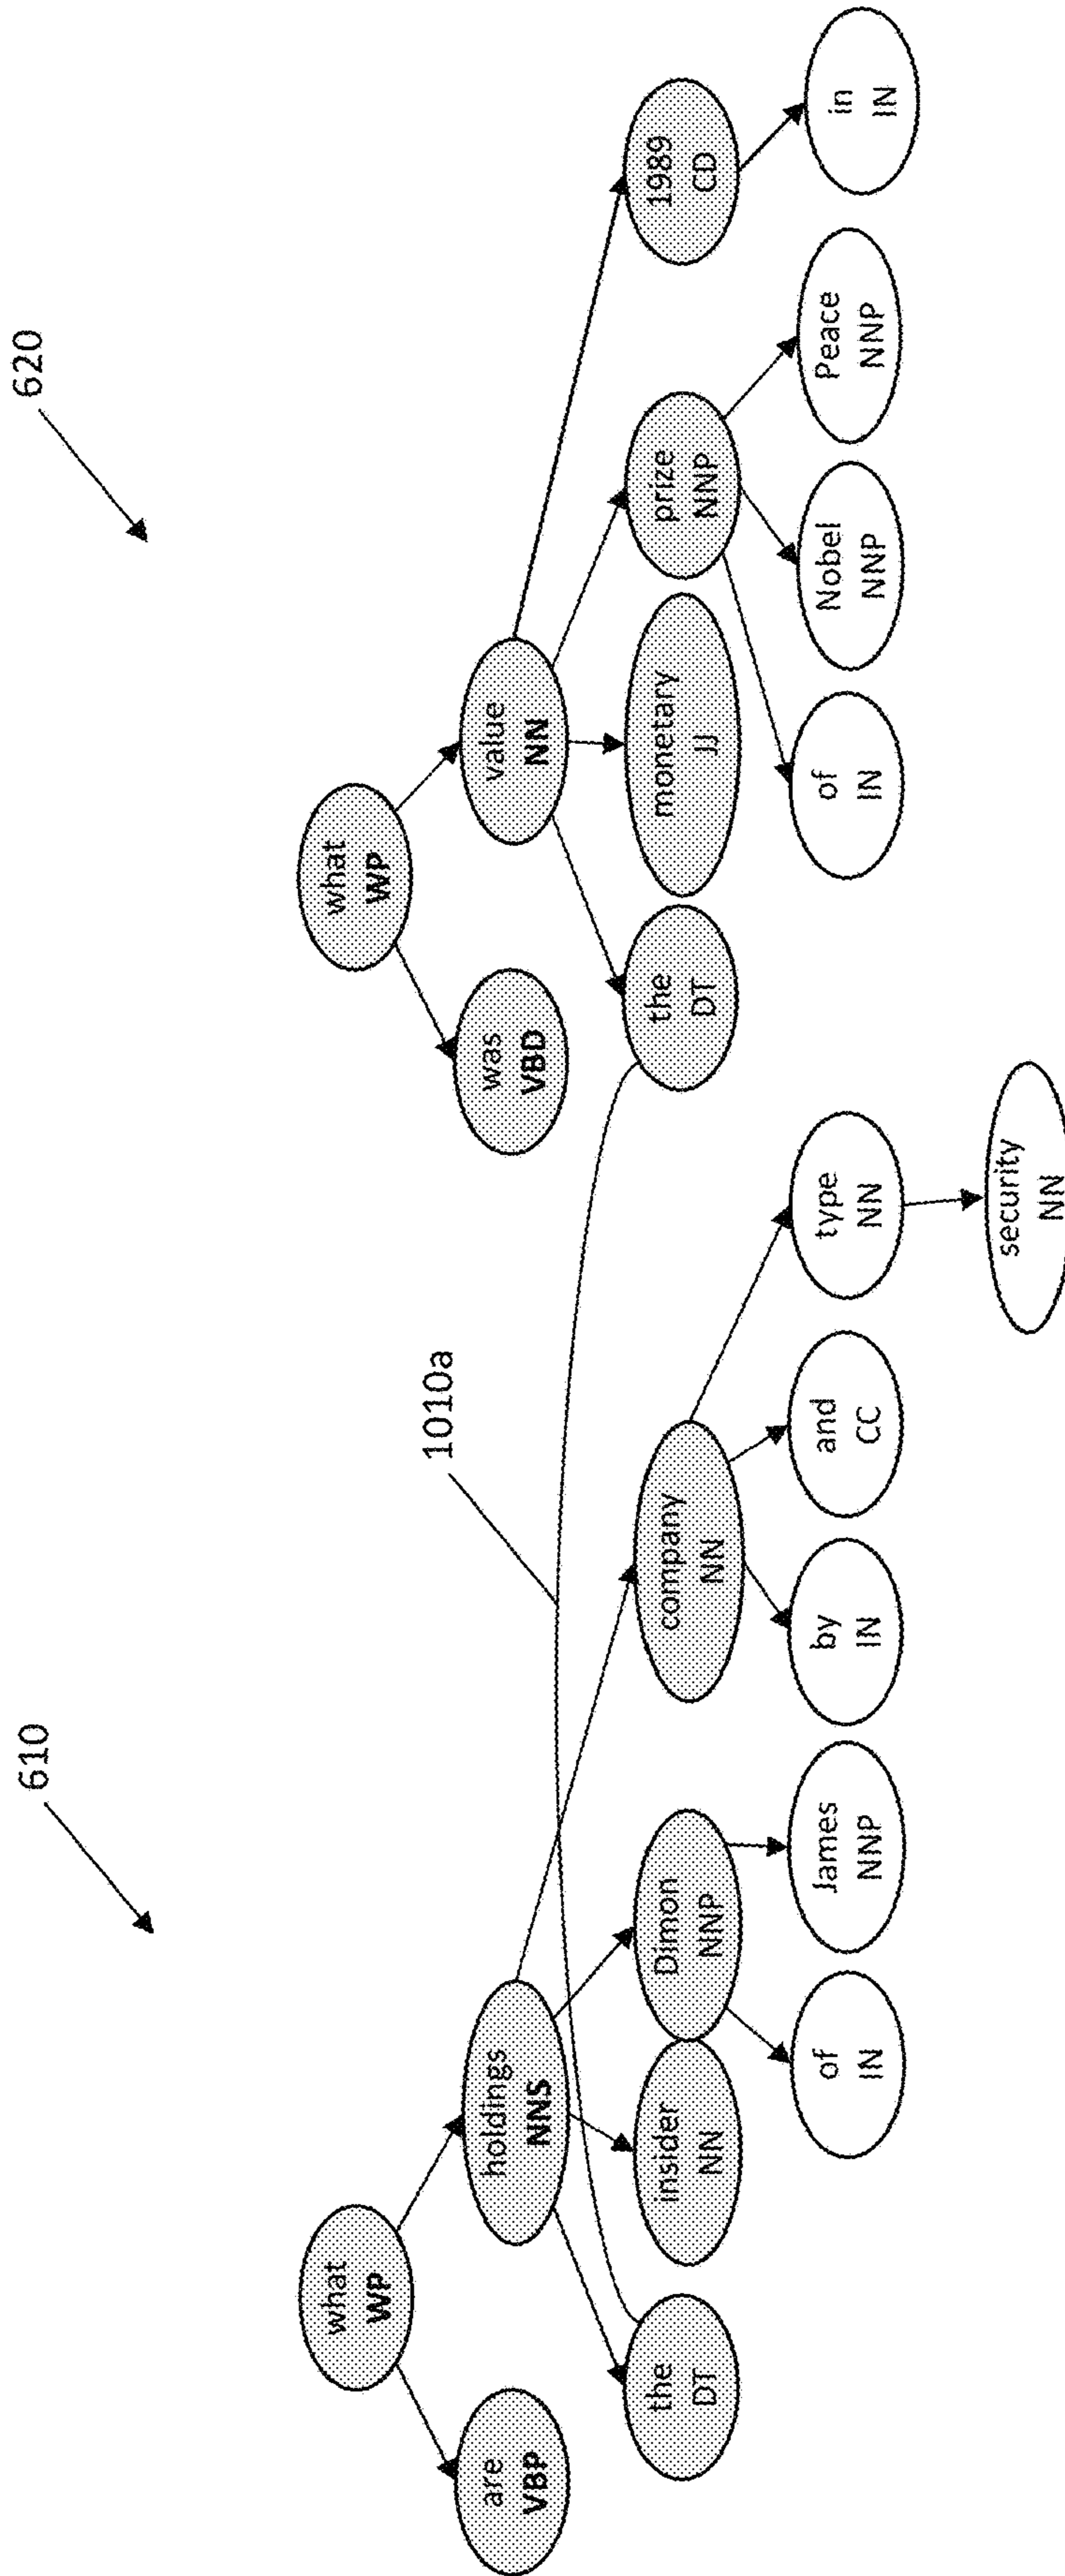 610
620
what
WP
are
VBP
holdings
NNS
the
DT
insider
NN
Dimon
NNP
company
NN
of
IN
James
NNP
by
IN
and
CC
type
NN
security
NN
1010a
what
WP
was
VBD
value
NN
the
DT
monetary
JJ
prize
NNP
1989
CD
of
IN
Nobel
NNP
Peace
NNP
in
IN